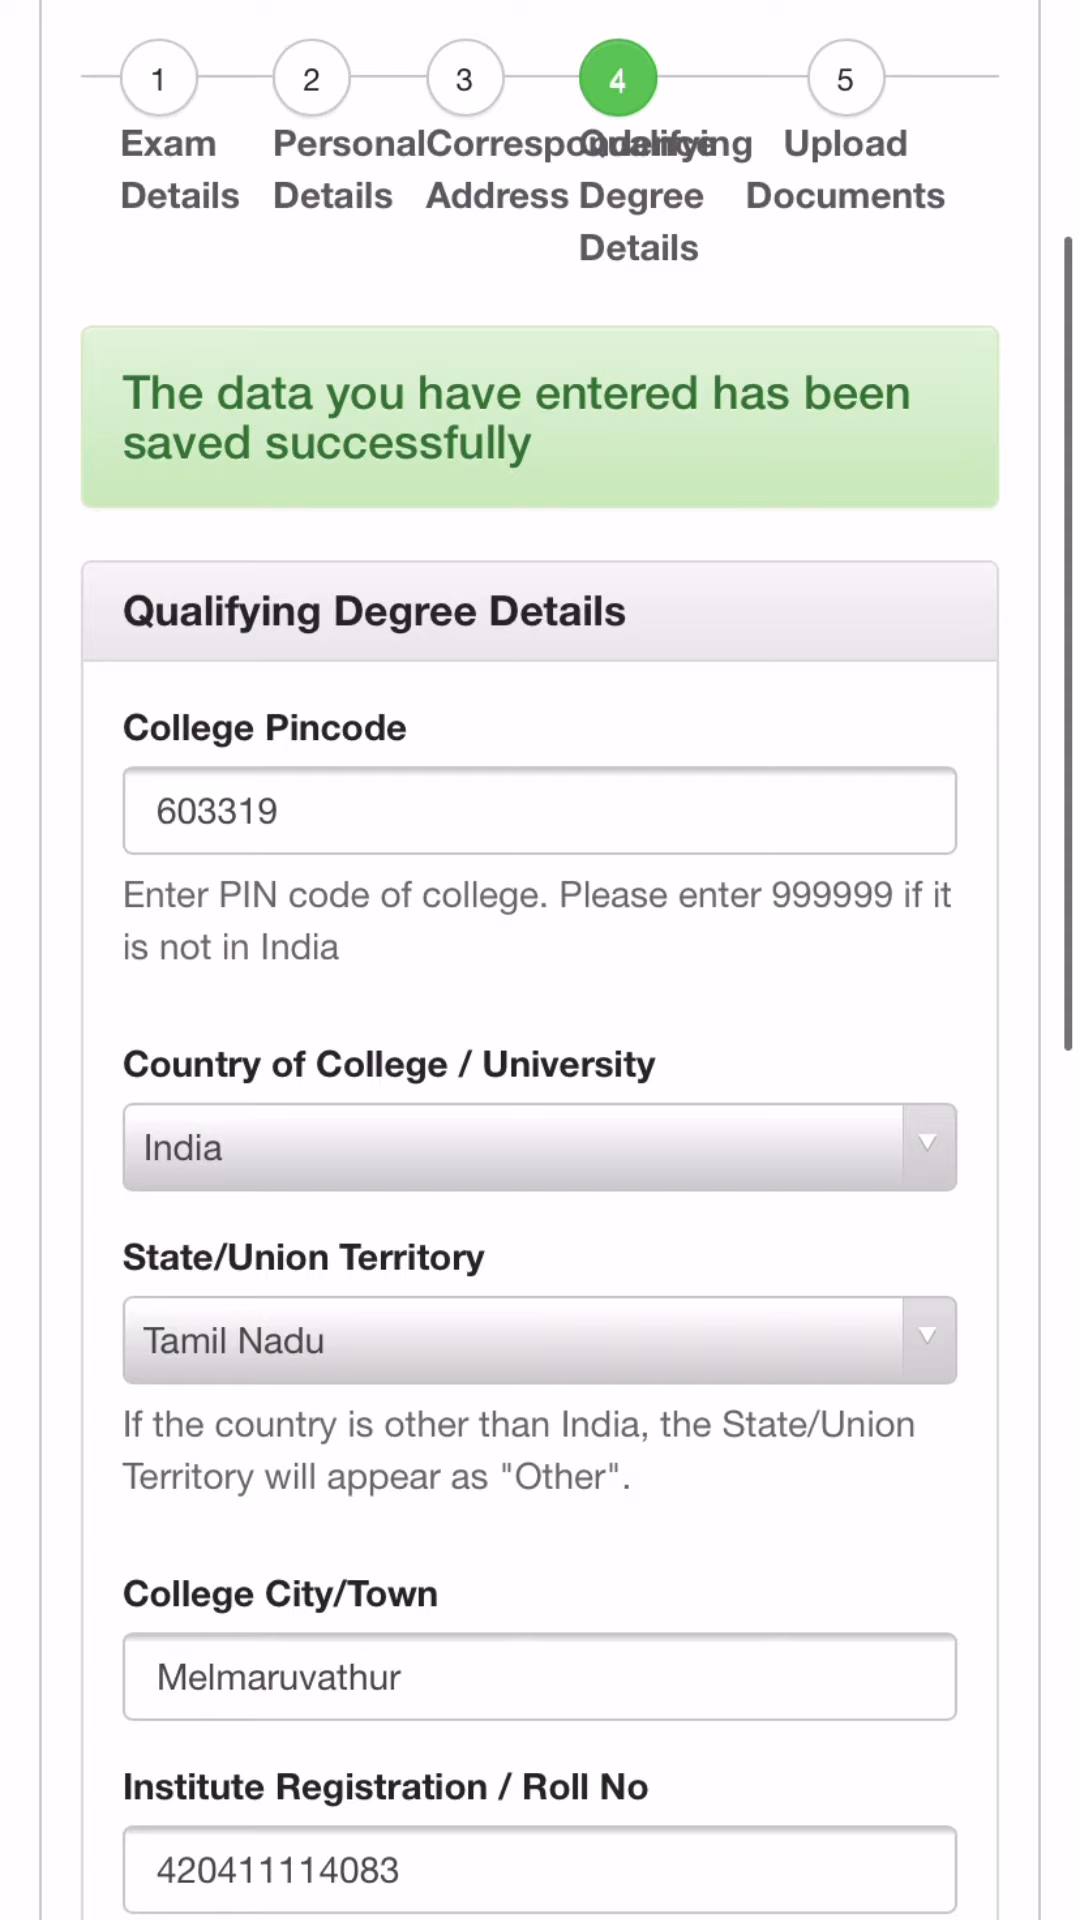 1 2 3 4 5
Exam Personal Correspondence Qualifying Upload
Details Details Address Degree Documents
Details
The data you have entered has been
saved successfully
Qualifying Degree Details
College Pincode
603319
Enter PIN code of college. Please enter 999999 if it
is not in India
Country of College / University
India
State/Union Territory
Tamil Nadu
If the country is other than India, the State/Union
Territory will appear as "Other".
College City/Town
Melmaruvathur
Institute Registration / Roll No
420411114083